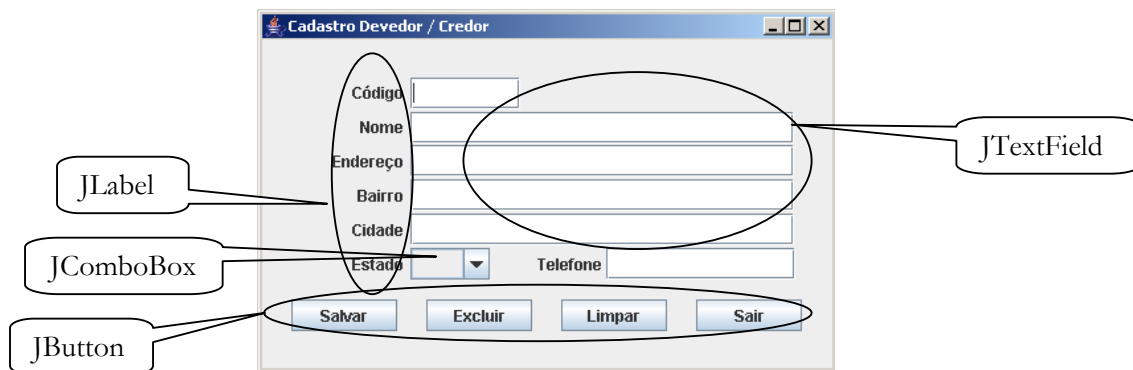 Cadastro Devedor / Credor
Código
Nome
JTextField
Endereço
JLabel
Bairro
Cidade
JComboBox
Estado
Telefone
Salvar Excluir Limpar Sair
JButton